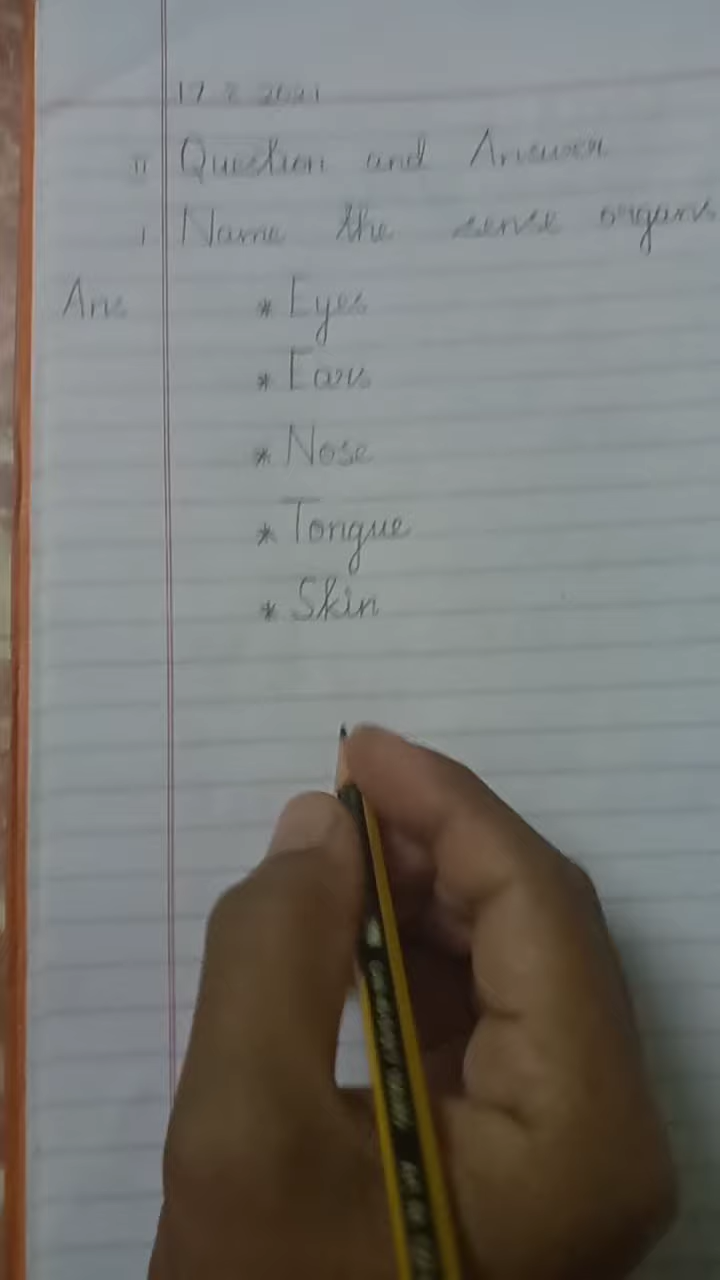 II Question and Answer
1 Name the sense organs
Ans * Eyes
* Ears
* Nose
* Tongue
* Skin